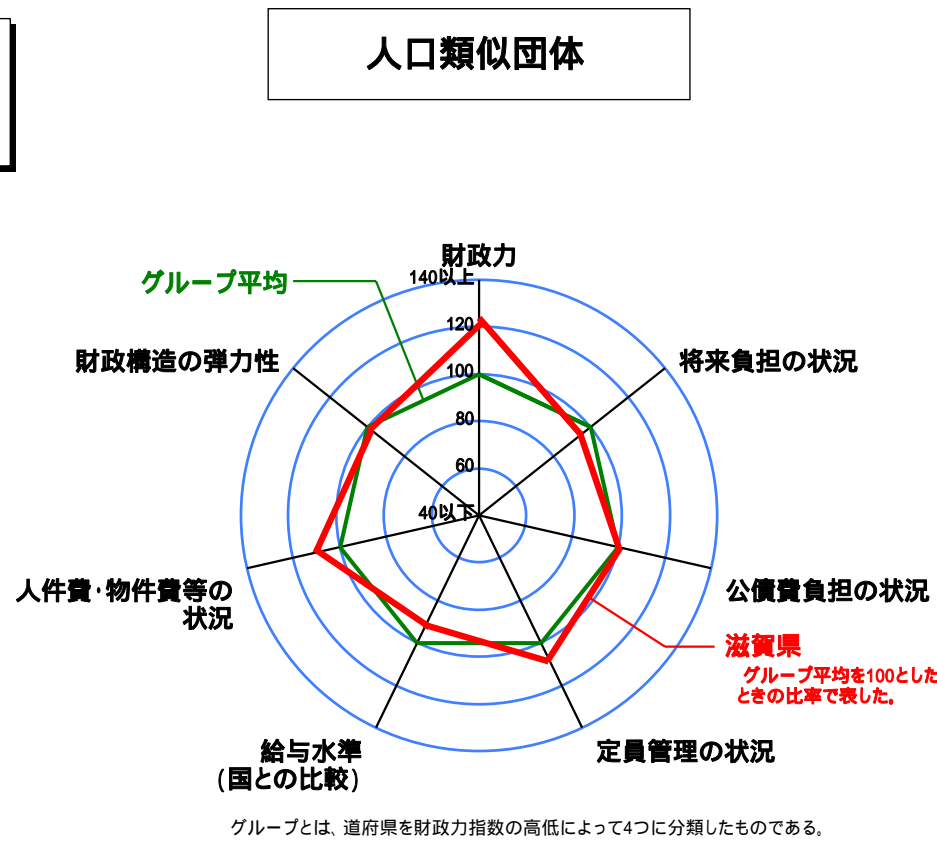 人口類似団体
財政力
140以上
グループ平均
120
財政構造の弾力性
将来負担の状況
100
80
60
40以下
人件費・物件費等の
状況
公債費負担の状況
滋賀県
グループ平均を100とした
ときの比率で表した。
給与水準
(国との比較)
定員管理の状況
グループとは、道府県を財政力指数の高低によって4つに分類したものである。